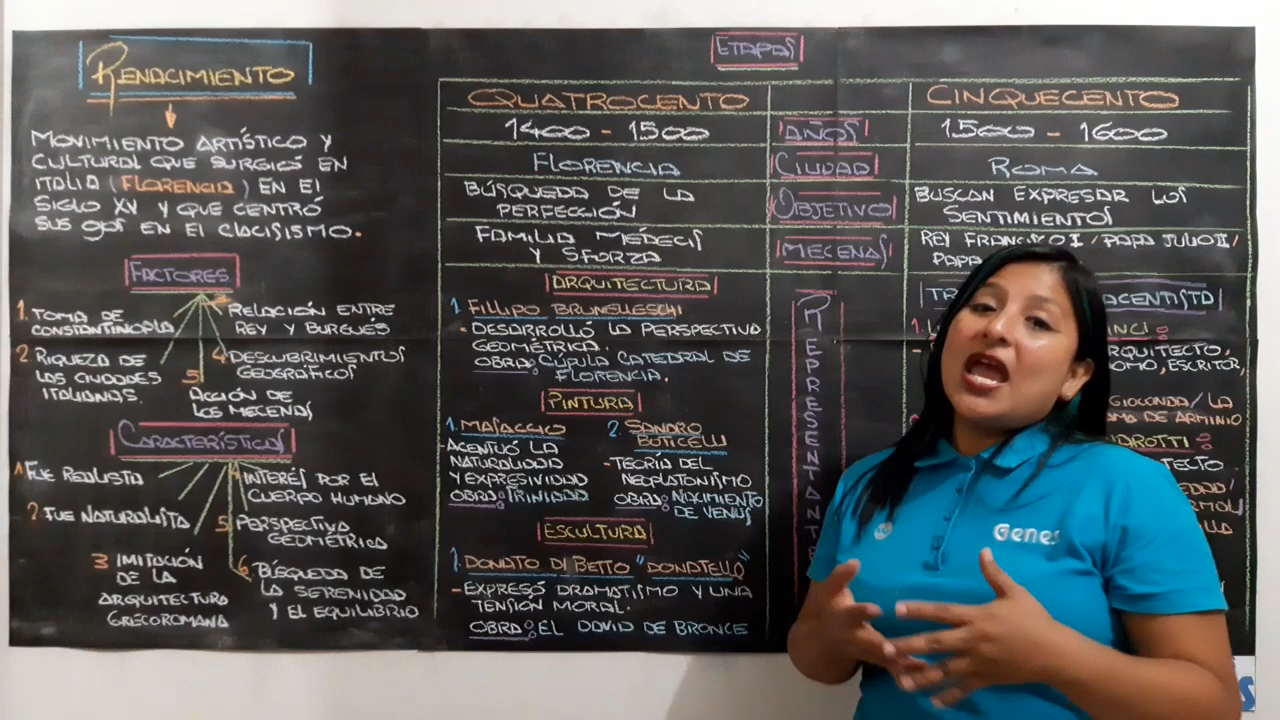 RENACIMIENTO
MOVIMIENTO ARTÍSTICO Y
CULTURAL QUE SURGIÓ EN
ITALIA (FLORENCIA) EN EL
SIGLO XV Y QUE CENTRÓ
SUS OJOS EN EL CLACISISMO.
FACTORES
1. TOMA DE
CONSTANTINOPLA
2. RIQUEZA DE
LAS CIUDADES
ITALIANAS.
RELACIÓN ENTRE
REY Y BURGUÉS
4 DESCUBRIMIENTOS
GEOGRÁFICOS
5
ACCIÓN DE
LOS MECENAS
CARACTERÍSTICAS
1 FUE REALISTA
2 FUE NATURALISTA
3 IMITACIÓN
DE LA
ARQUITECTURA
GRECOROMANA
4 INTERÉS POR EL
CUERPO HUMANO
5 PERSPECTIVA
GEOMÉTRICA
6 BÚSQUEDA DE
LA SERENIDAD
Y EL EQUILIBRIO
ETAPAS
QUATROCENTO
1400 - 1500
FLORENCIA
BÚSQUEDA DE LA
PERFECCIÓN
FAMILIA MÉDECIS
Y SFORZA
AÑOS
CIUDAD
OBJETIVO
MECENAS
CINQUECENTO
1500 - 1600
ROMA
BUSCAN EXPRESAR LOS
SENTIMIENTOS
REY FRANCISCO I / PAPA JULIO II /
PAPA
ARQUITECTURA
1. FILLIPO BRUNELLESCHI
- DESARROLLÓ LA PERSPECTIVA
GEOMÉTRICA.
OBRA: CÚPULA CATEDRAL DE
FLORENCIA.
PINTURA
1. MASACCIO
- ACENTUÓ LA
NATURALIDAD
Y EXPRESIVIDAD
OBRA: TRINIDAD
2. SANDRO
BOTICELLI
- TEORÍA DEL
NEOPLATONISMO
OBRA: NACIMIENTO
DE VENUS
ESCULTURA
1. DONATO DI BETTO "DONATELLO"
- EXPRESÓ DRAMATISMO Y UNA
TENSIÓN MORAL.
OBRA: EL DAVID DE BRONCE
REPRESENTANTE
GIOCONDA / LA
DE ARMINIO
Genes